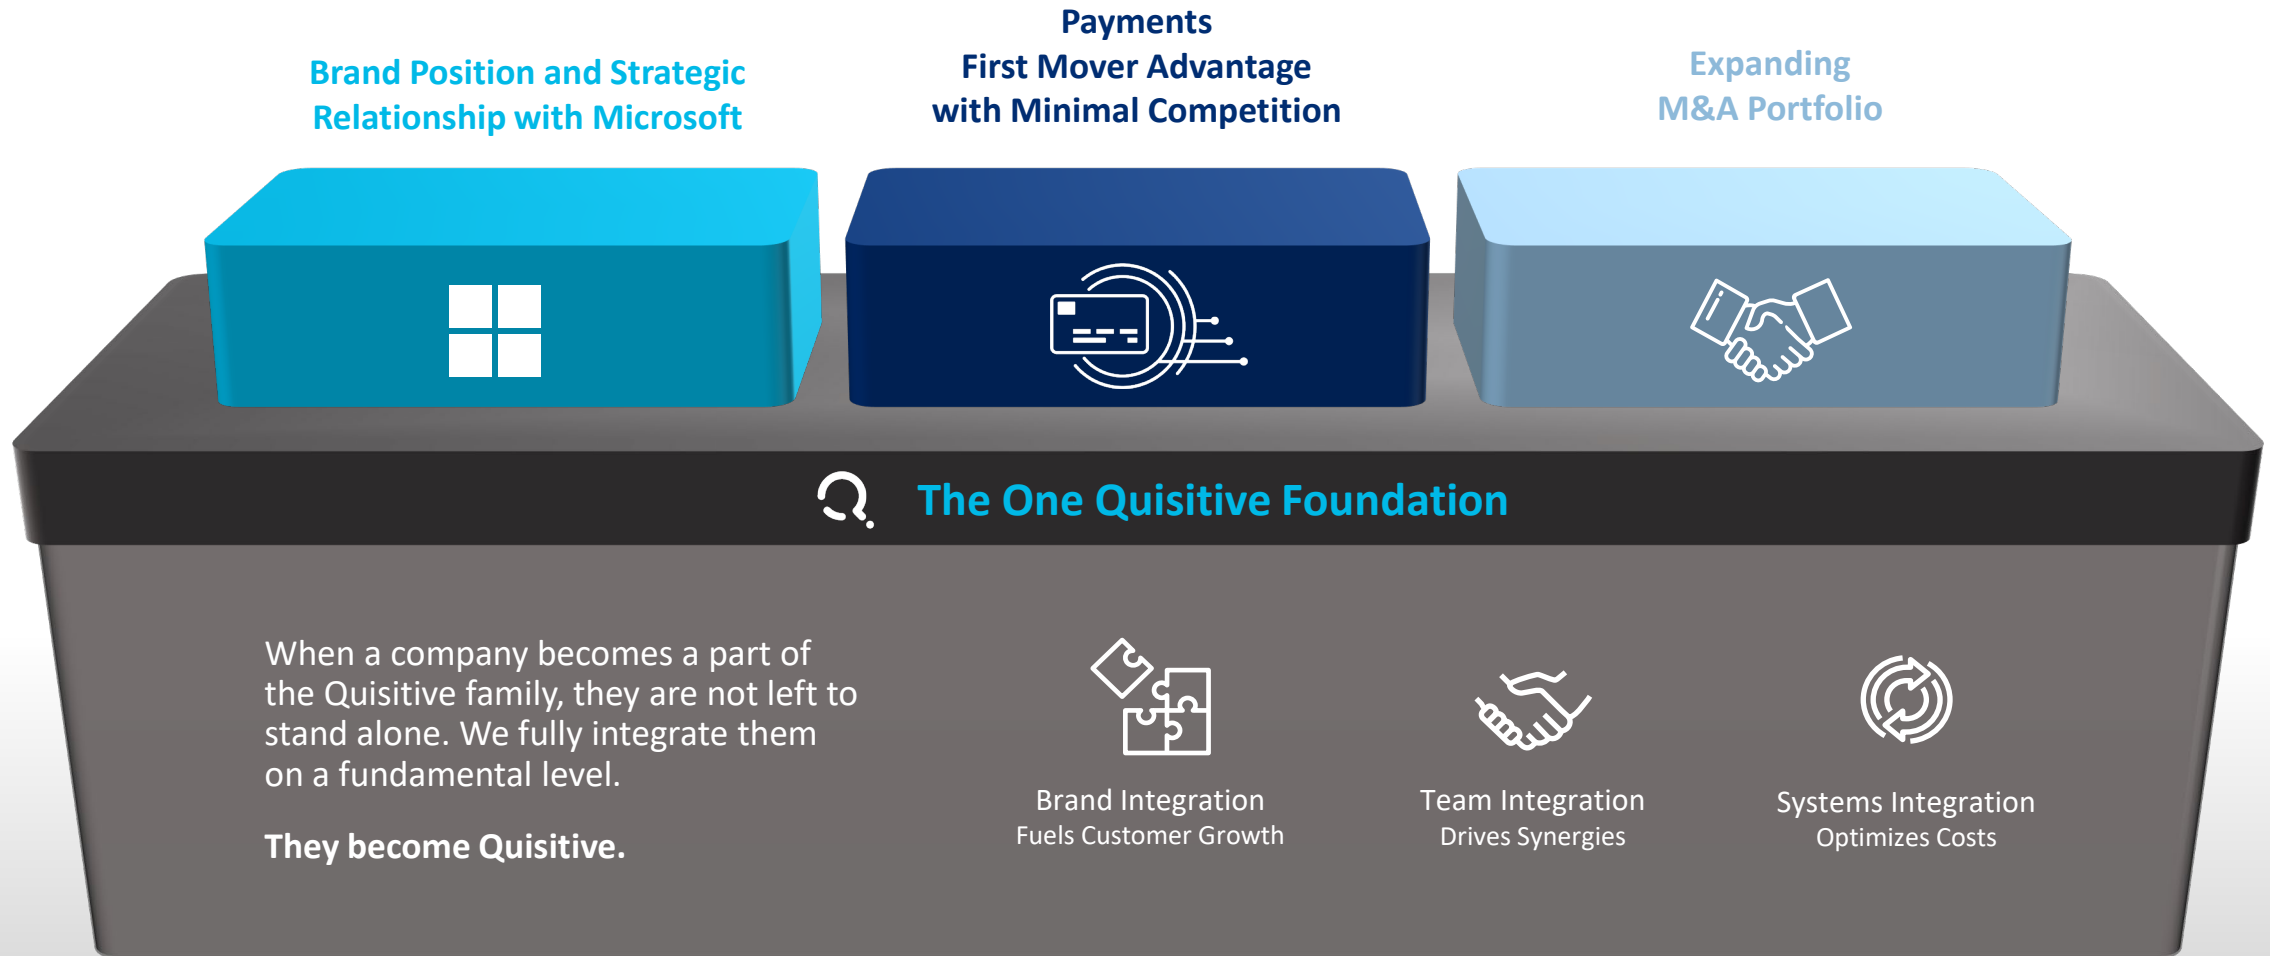 Brand Position and Strategic
Relationship with Microsoft
Payments
First Mover Advantage
with Minimal Competition
Expanding
M&A Portfolio
The One Quisitive Foundation
When a company becomes a part of
the Quisitive family, they are not left to
stand alone. We fully integrate them
on a fundamental level.
They become Quisitive.
Brand Integration
Fuels Customer Growth
Team Integration
Drives Synergies
Systems Integration
Optimizes Costs